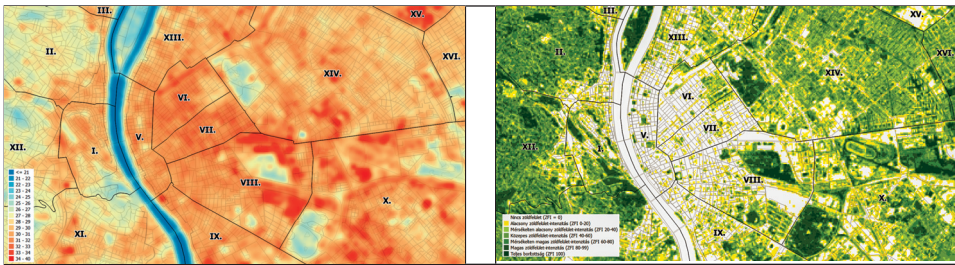 III.
XV.
XIII.
II.
XVI.
XIV.
VI.
VII.
V.
XII.
I.
VIII.
X.
XI.
IX.
<= 21
21 - 22
22 - 23
23 - 24
24 - 25
25 - 26
26 - 27
27 - 28
28 - 29
29 - 30
30 - 31
31 - 32
32 - 33
33 - 34
34 - 40
III.
XV.
XIII.
II.
XVI.
XIV.
VI.
VII.
V.
XII.
I.
VIII.
X.
IX.
Nincs zöldfelület (ZFI = 0)
Alacsony zöldfelület-intenzitás (ZFI 0-20)
Mérsékelten alacsony zöldfelület-intenzitás (ZFI 20-40)
Közepes zöldfelület-intenzitás (ZFI 40-60)
Mérsékelten magas zöldfelület-intenzitás (ZFI 60-80)
Magas zöldfelület-intenzitás (ZFI 80-99)
Teljes borítottság (ZFI 100)